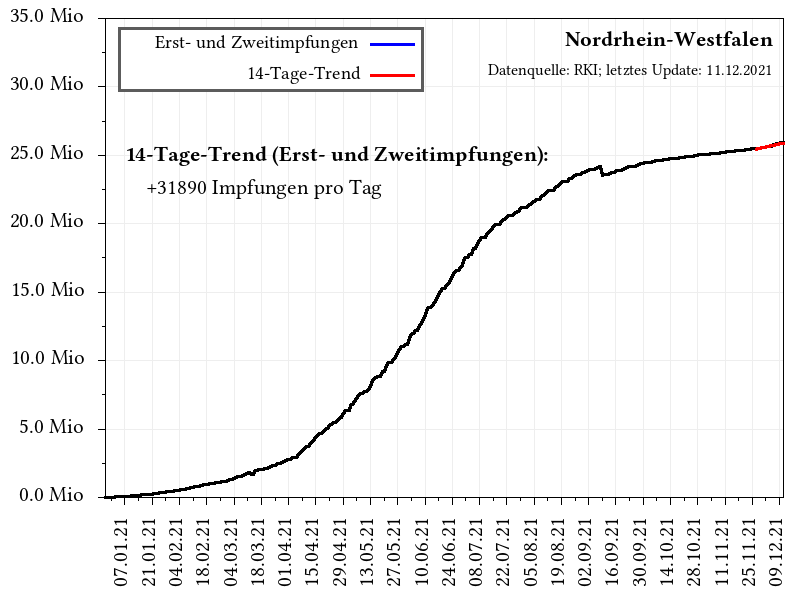 35.0 Mio
30.0 Mio
25.0 Mio
20.0 Mio
15.0 Mio
10.0 Mio
5.0 Mio
0.0 Mio
Erst- und Zweitimpfungen
14-Tage-Trend
Nordrhein-Westfalen
Datenquelle: RKI; letztes Update: 11.12.2021
14-Tage-Trend (Erst- und Zweitimpfungen):
+31890 Impfungen pro Tag
07.01.21
21.01.21
04.02.21
18.02.21
04.03.21
18.03.21
01.04.21
15.04.21
29.04.21
13.05.21
27.05.21
10.06.21
24.06.21
08.07.21
22.07.21
05.08.21
19.08.21
02.09.21
16.09.21
30.09.21
14.10.21
28.10.21
11.11.21
25.11.21
09.12.21